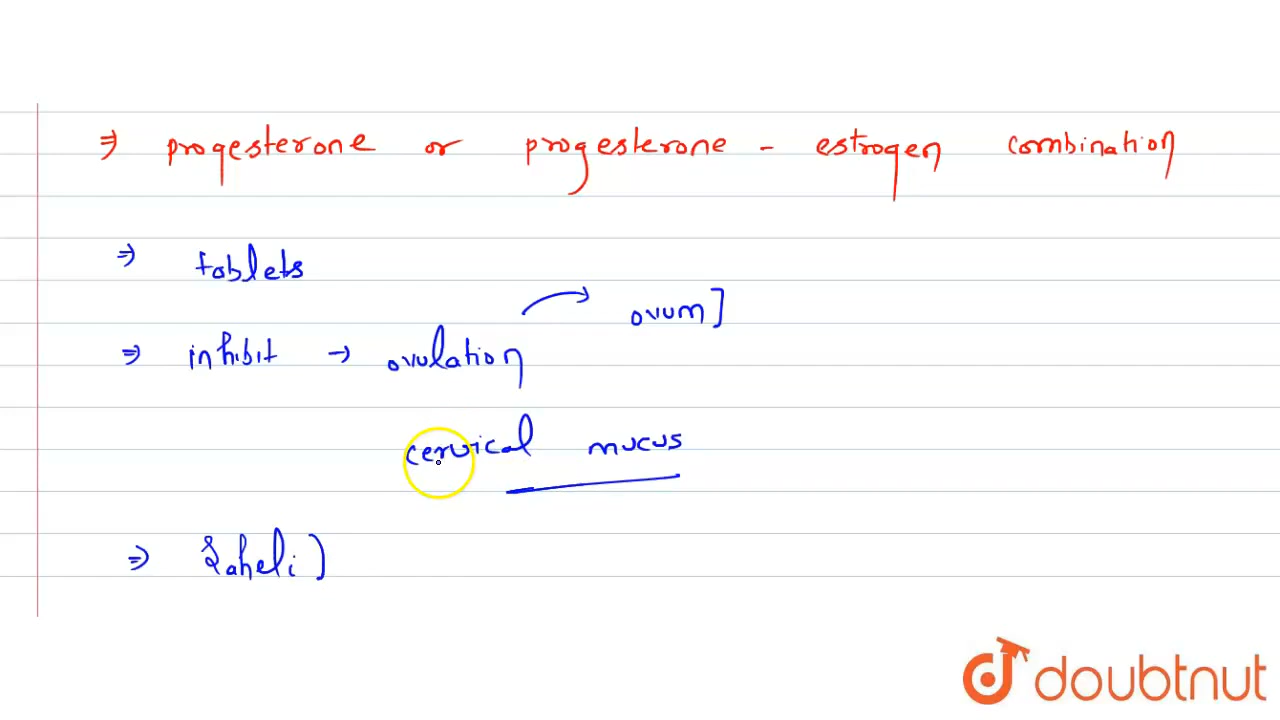 ⇒ progesterone or progesterone - estrogen combination
⇒ tablets
ovum]
⇒ inhibit → ovulation
cervical mucus
⇒ Saheli)
doubtnut